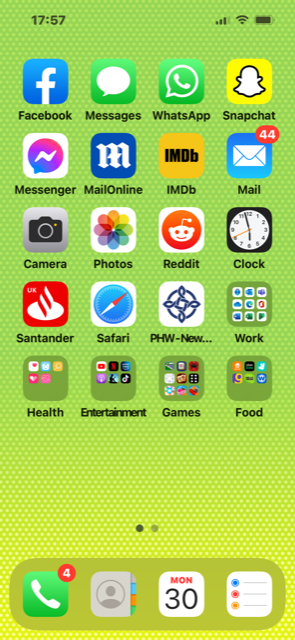 17:57
Facebook Messages WhatsApp Snapchat
44
Messenger MailOnline IMDb Mail
IMDb
Camera Photos Reddit Clock
UK
Santander Safari PHW-New... Work
Health Entertainment Games Food
4
MON
30